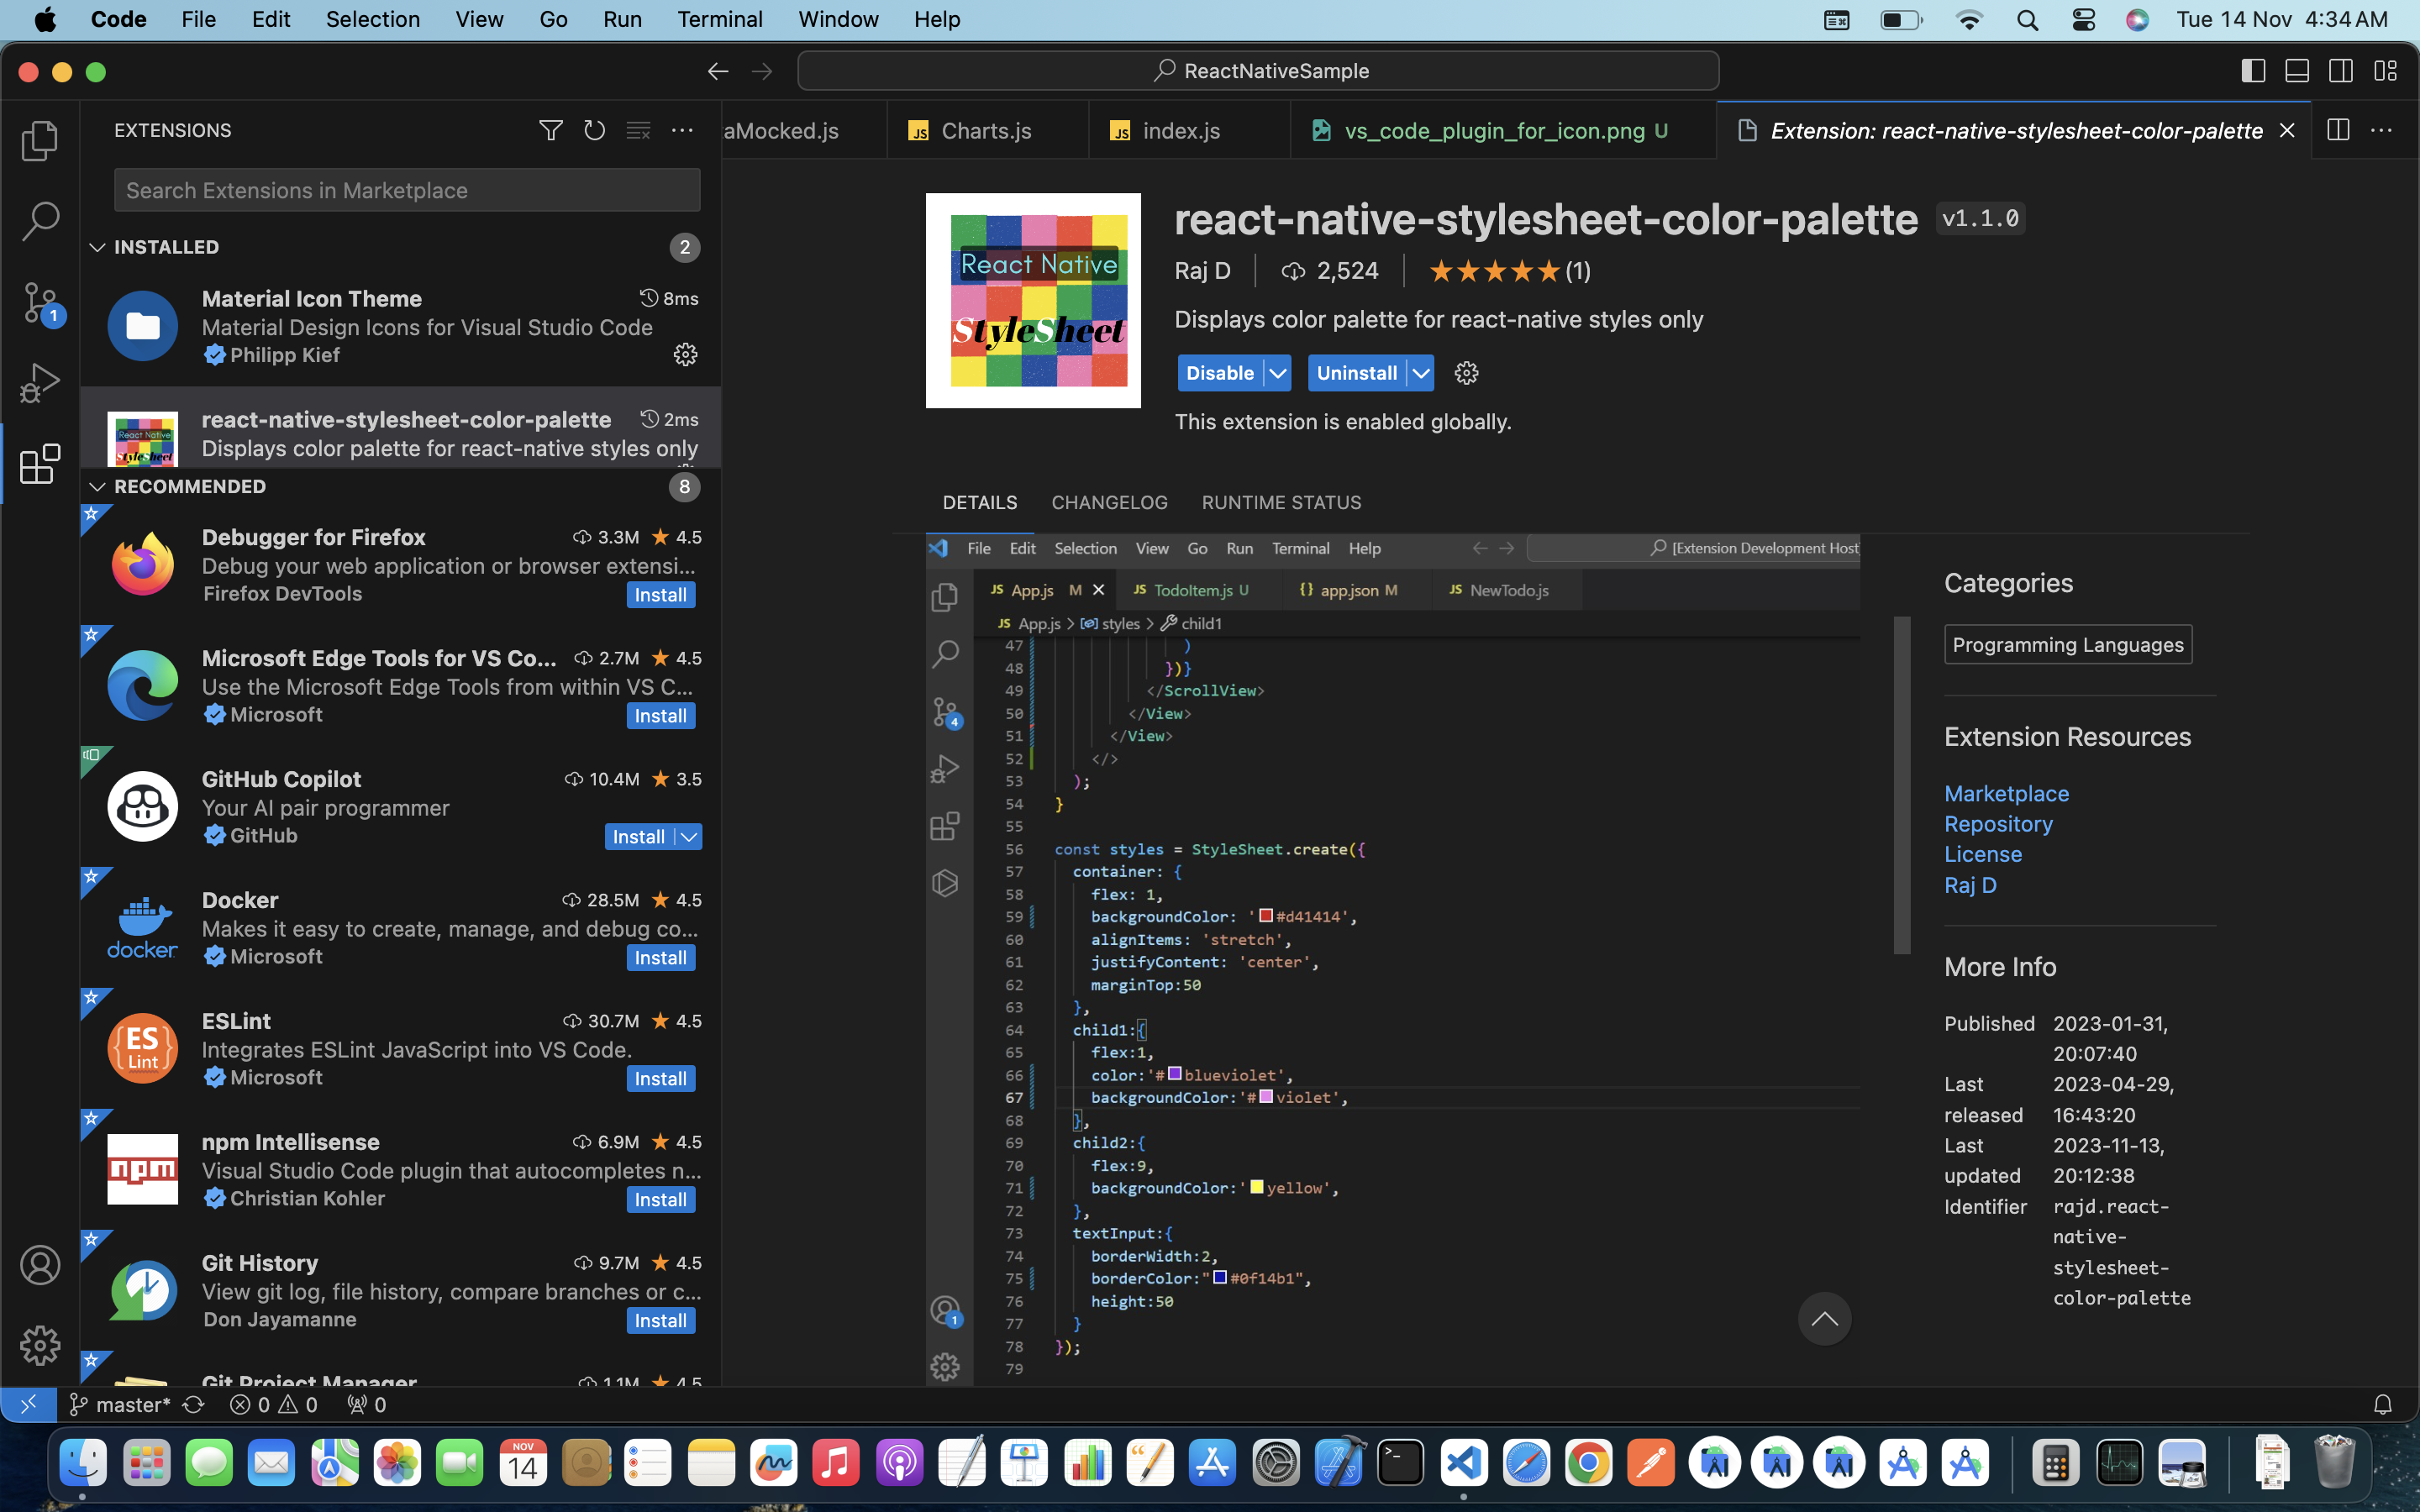 Code File Edit Selection View Go Run Terminal Window Help Tue 14 Nov 4:34 AM
ReactNativeSample
EXTENSIONS
Search Extensions in Marketplace
INSTALLED 2
Material Icon Theme 8ms
Material Design Icons for Visual Studio Code
Philipp Kief
react-native-stylesheet-color-palette 2ms
Displays color palette for react-native styles only
React Native
StyleSheet
RECOMMENDED 8
Debugger for Firefox 3.3M 4.5
Debug your web application or browser extensi...
Firefox DevTools Install
Microsoft Edge Tools for VS Co... 2.7M 4.5
Use the Microsoft Edge Tools from within VS C...
Microsoft Install
GitHub Copilot 10.4M 3.5
Your AI pair programmer
GitHub Install
Docker 28.5M 4.5
Makes it easy to create, manage, and debug co...
docker Microsoft Install
ESLint 30.7M 4.5
Integrates ESLint JavaScript into VS Code.
{ES Lint} Microsoft Install
npm Intellisense 6.9M 4.5
Visual Studio Code plugin that autocompletes n...
npm Christian Kohler Install
Git History 9.7M 4.5
View git log, file history, compare branches or c...
Don Jayamanne Install
Git Project Manager 1.1M 4.5
1
aMocked.js JS Charts.js JS index.js vs_code_plugin_for_icon.png U Extension: react-native-stylesheet-color-palette
React Native
StyleSheet
react-native-stylesheet-color-palette v1.1.0
Raj D 2,524 (1)
Displays color palette for react-native styles only
Disable Uninstall
This extension is enabled globally.
DETAILS CHANGELOG RUNTIME STATUS
File Edit Selection View Go Run Terminal Help [Extension Development Host
JS App.js M JS TodoItem.js U {} app.json M JS NewTodo.js
JS App.js > styles > child1
47 )
48 })}
49 </ScrollView>
50 </View>
51 </View>
52 </>
53 );
54 }
55
56 const styles = StyleSheet.create({
57 container: {
58 flex: 1,
59 backgroundColor: '#d41414',
60 alignItems: 'stretch',
61 justifyContent: 'center',
62 marginTop:50
63 },
64 child1:{
65 flex:1,
66 color:'#blueviolet',
67 backgroundColor:'#violet',
68 },
69 child2:{
70 flex:9,
71 backgroundColor:'yellow',
72 },
73 textInput:{
74 borderWidth:2,
75 borderColor:"#0f14b1",
76 height:50
77 }
78 });
79
4
1
Categories
Programming Languages
Extension Resources
Marketplace
Repository
License
Raj D
More Info
Published 2023-01-31,
20:07:40
Last 2023-04-29,
released 16:43:20
Last 2023-11-13,
updated 20:12:38
Identifier rajd.react-
native-
stylesheet-
color-palette
master* 0 0 0
NOV
14